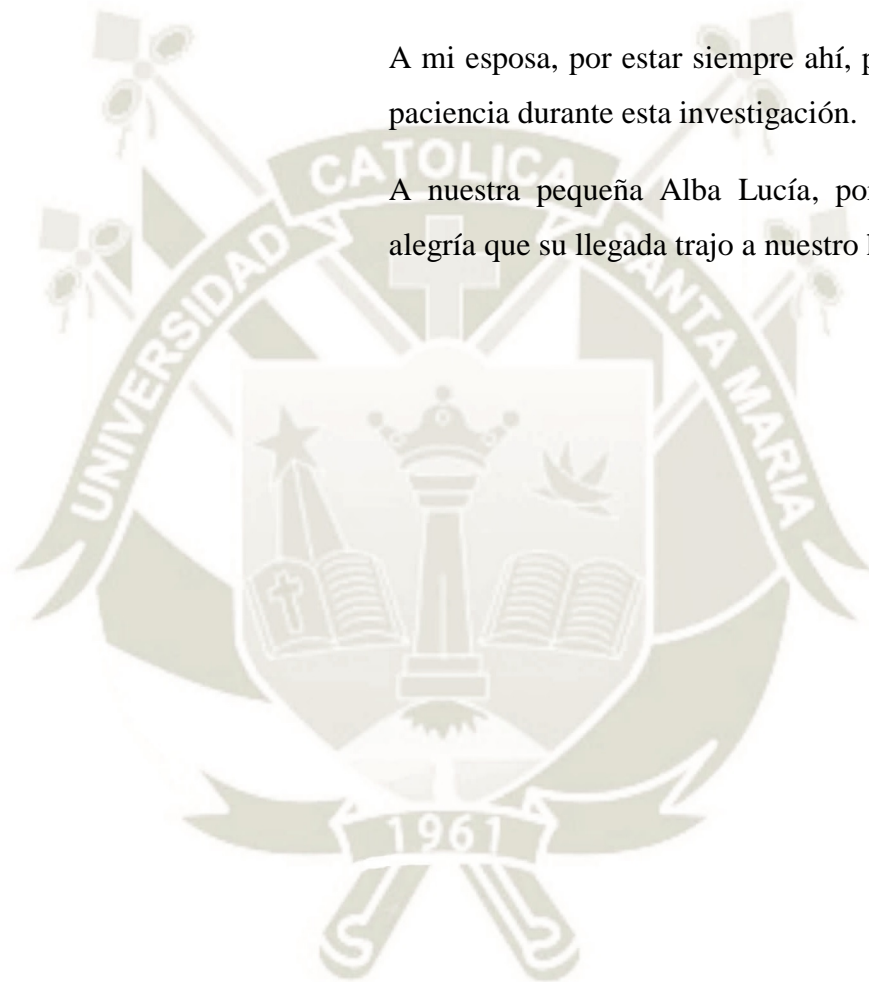 A mi esposa, por estar siempre ahí,
paciencia durante esta investigación.
A nuestra pequeña Alba Lucía, por
alegría que su llegada trajo a nuestro
UNIVERSIDAD CATOLICA SANTA MARIA
1961